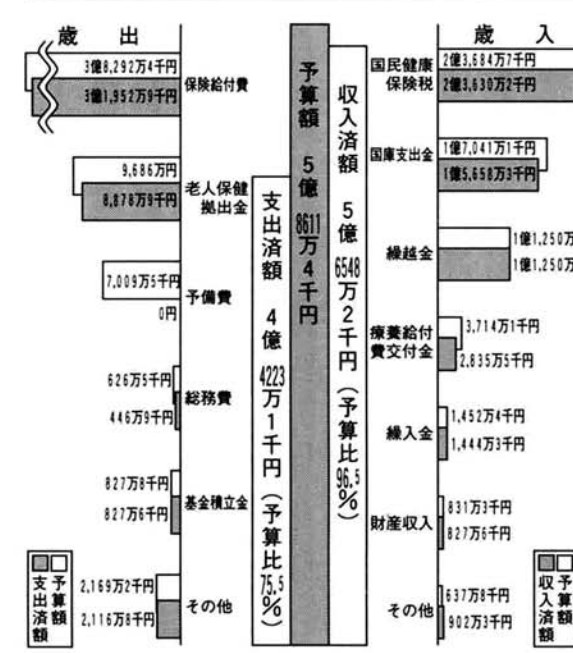 歳出
3億8,292万4千円
3億1,952万9千円
保険給付費
9,686万円
8,878万9千円
老人保健
拠出金
7,009万5千円
0円
予備費
626万5千円
446万9千円
総務費
827万8千円
827万6千円
基金積立金
2,169万2千円
2,116万8千円
その他
予算額
支出済額
支出済額 4億4223万1千円(予算比75.5%)
予算額 5億8611万4千円
収入済額 5億6548万2千円(予算比96.5%)
歳入
国民健康
保険税
2億3,684万7千円
2億3,630万2千円
国庫支出金
1億7,041万1千円
1億5,658万3千円
繰越金
1億1,250万
1億1,250万
療養給付
費交付金
3,714万1千円
2,835万5千円
繰入金
1,452万4千円
1,444万3千円
財産収入
831万3千円
827万6千円
その他
637万8千円
902万3千円
予算額
収入済額